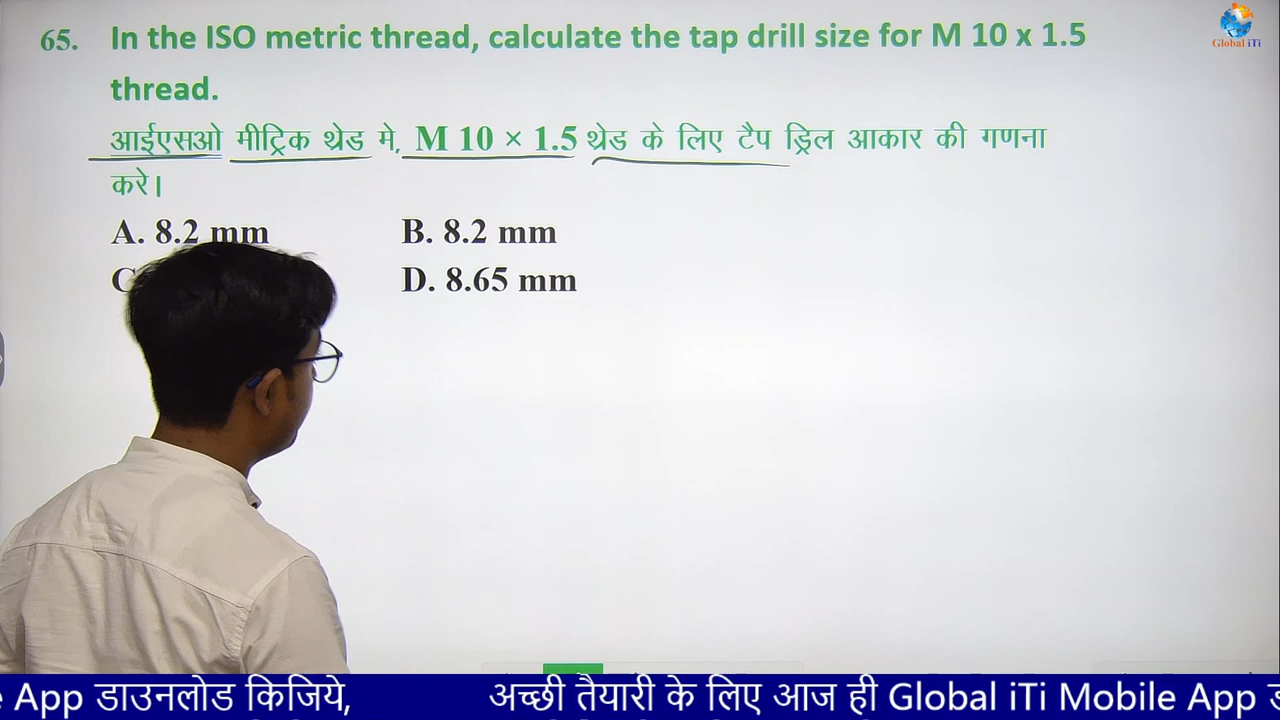 65. In the ISO metric thread, calculate the tap drill size for M 10 x 1.5
thread.
आईएसओ मीट्रिक थ्रेड मे, M 10 × 1.5 थ्रेड के लिए टैप ड्रिल आकार की गणना
करे।
A. 8.2 mm B. 8.2 mm
C D. 8.65 mm
Global iTi
App डाउनलोड किजिये, अच्छी तैयारी के लिए आज ही Global iTi Mobile App